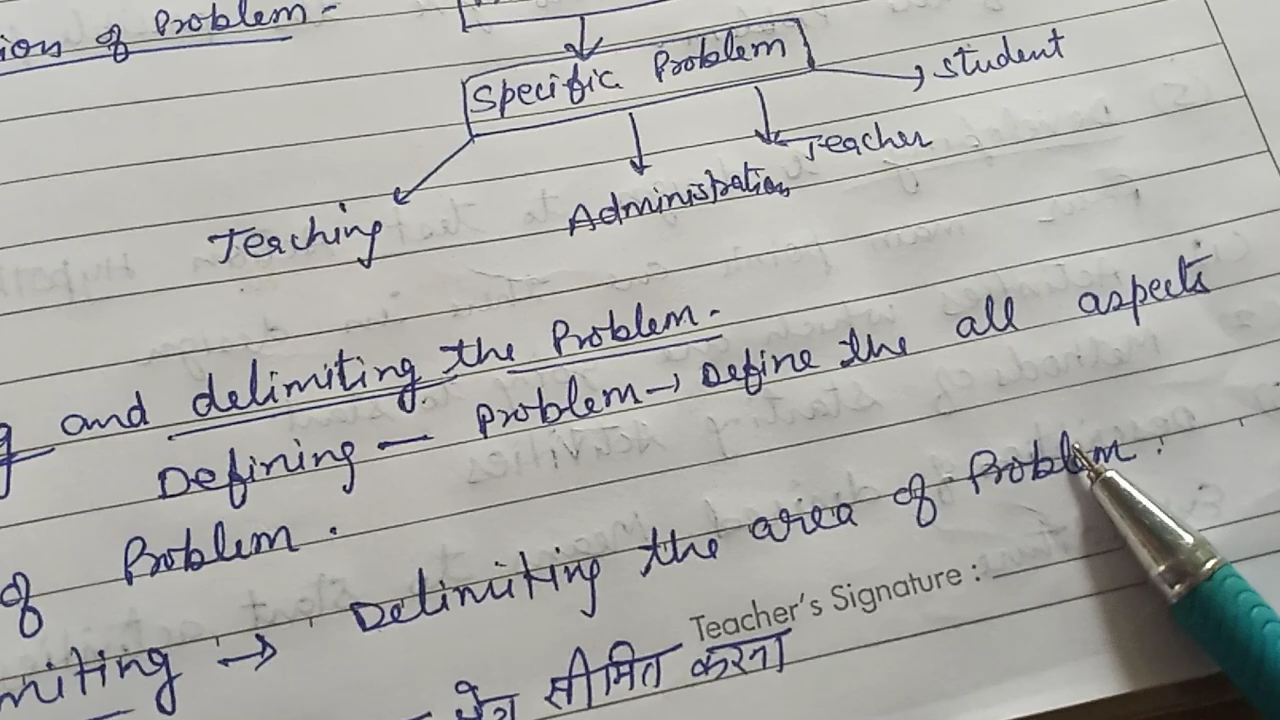 ion of Problem -
Specific Problem
student
Teacher
Administration
Teaching
and delimiting the Problem -
Defining — problem → Define the all aspects
of Problem.
miting → Delimiting the area of Problem.
Teacher's Signature :
सीमित करना